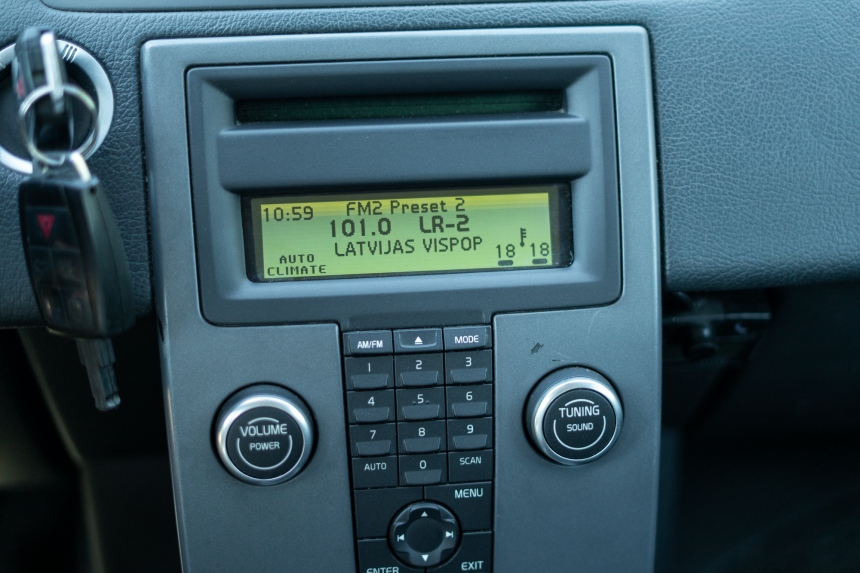 10:59 FM2 Preset 2
101.0 LR-2
LATVIJAS VISPOP
AUTO
CLIMATE
18 18
AM/FM MODE
1 2 3
4 5 6
7 8 9
AUTO 0 SCAN
VOLUME
POWER
TUNING
SOUND
MENU
ENTER EXIT